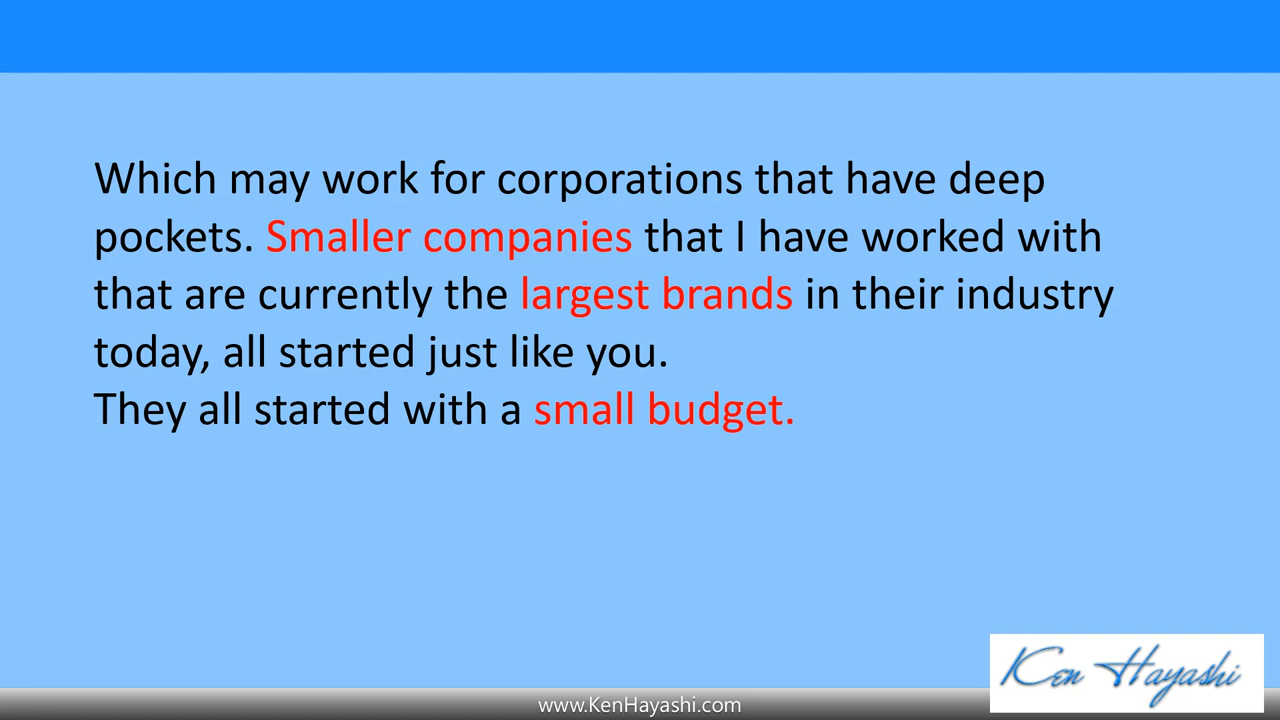 Which may work for corporations that have deep
pockets. Smaller companies that I have worked with
that are currently the largest brands in their industry
today, all started just like you.
They all started with a small budget.
Ken Hayashi
www.KenHayashi.com